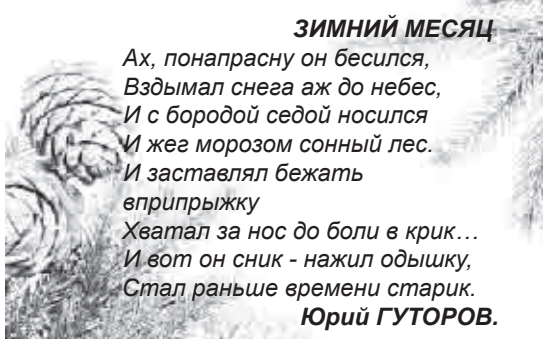 ЗИМНИЙ МЕСЯЦ
Ах, понапрасну он бесился,
Вздымал снега аж до небес,
И с бородой седой носился
И жег морозом сонный лес.
И заставлял бежать
вприпрыжку
Хватал за нос до боли в крик…
И вот он сник - нажил одышку,
Стал раньше времени старик.
Юрий ГУТОРОВ.